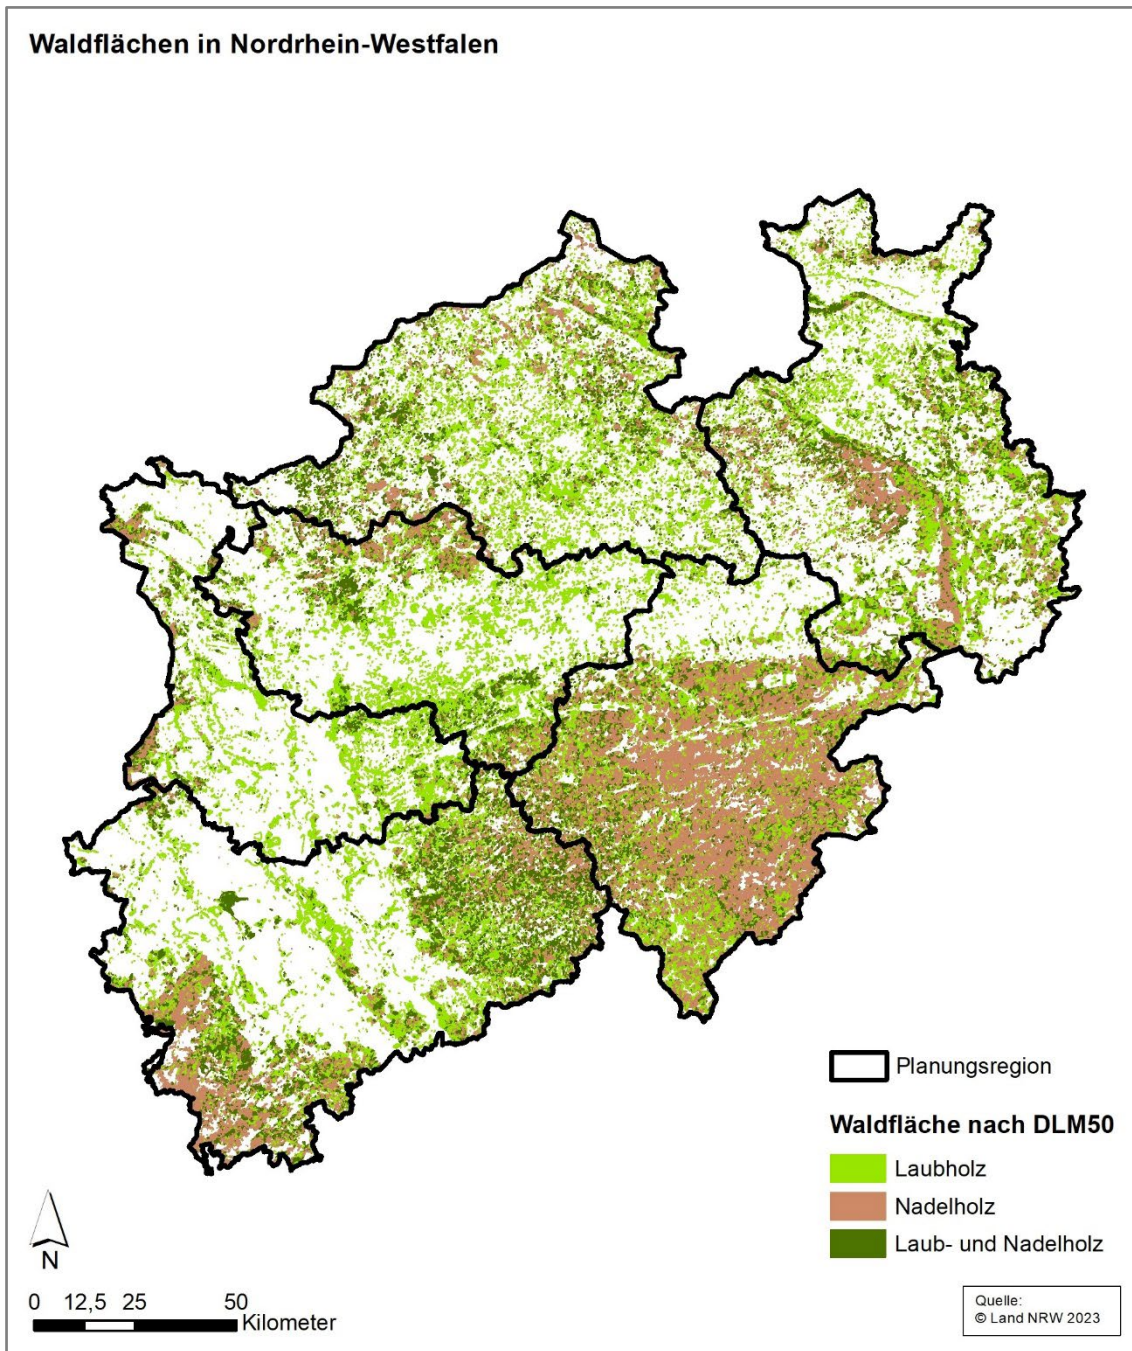 Waldflächen in Nordrhein-Westfalen
Planungsregion
Waldfläche nach DLM50
Laubholz
Nadelholz
Laub- und Nadelholz
N
0 12,5 25 50
Kilometer
Quelle:
© Land NRW 2023